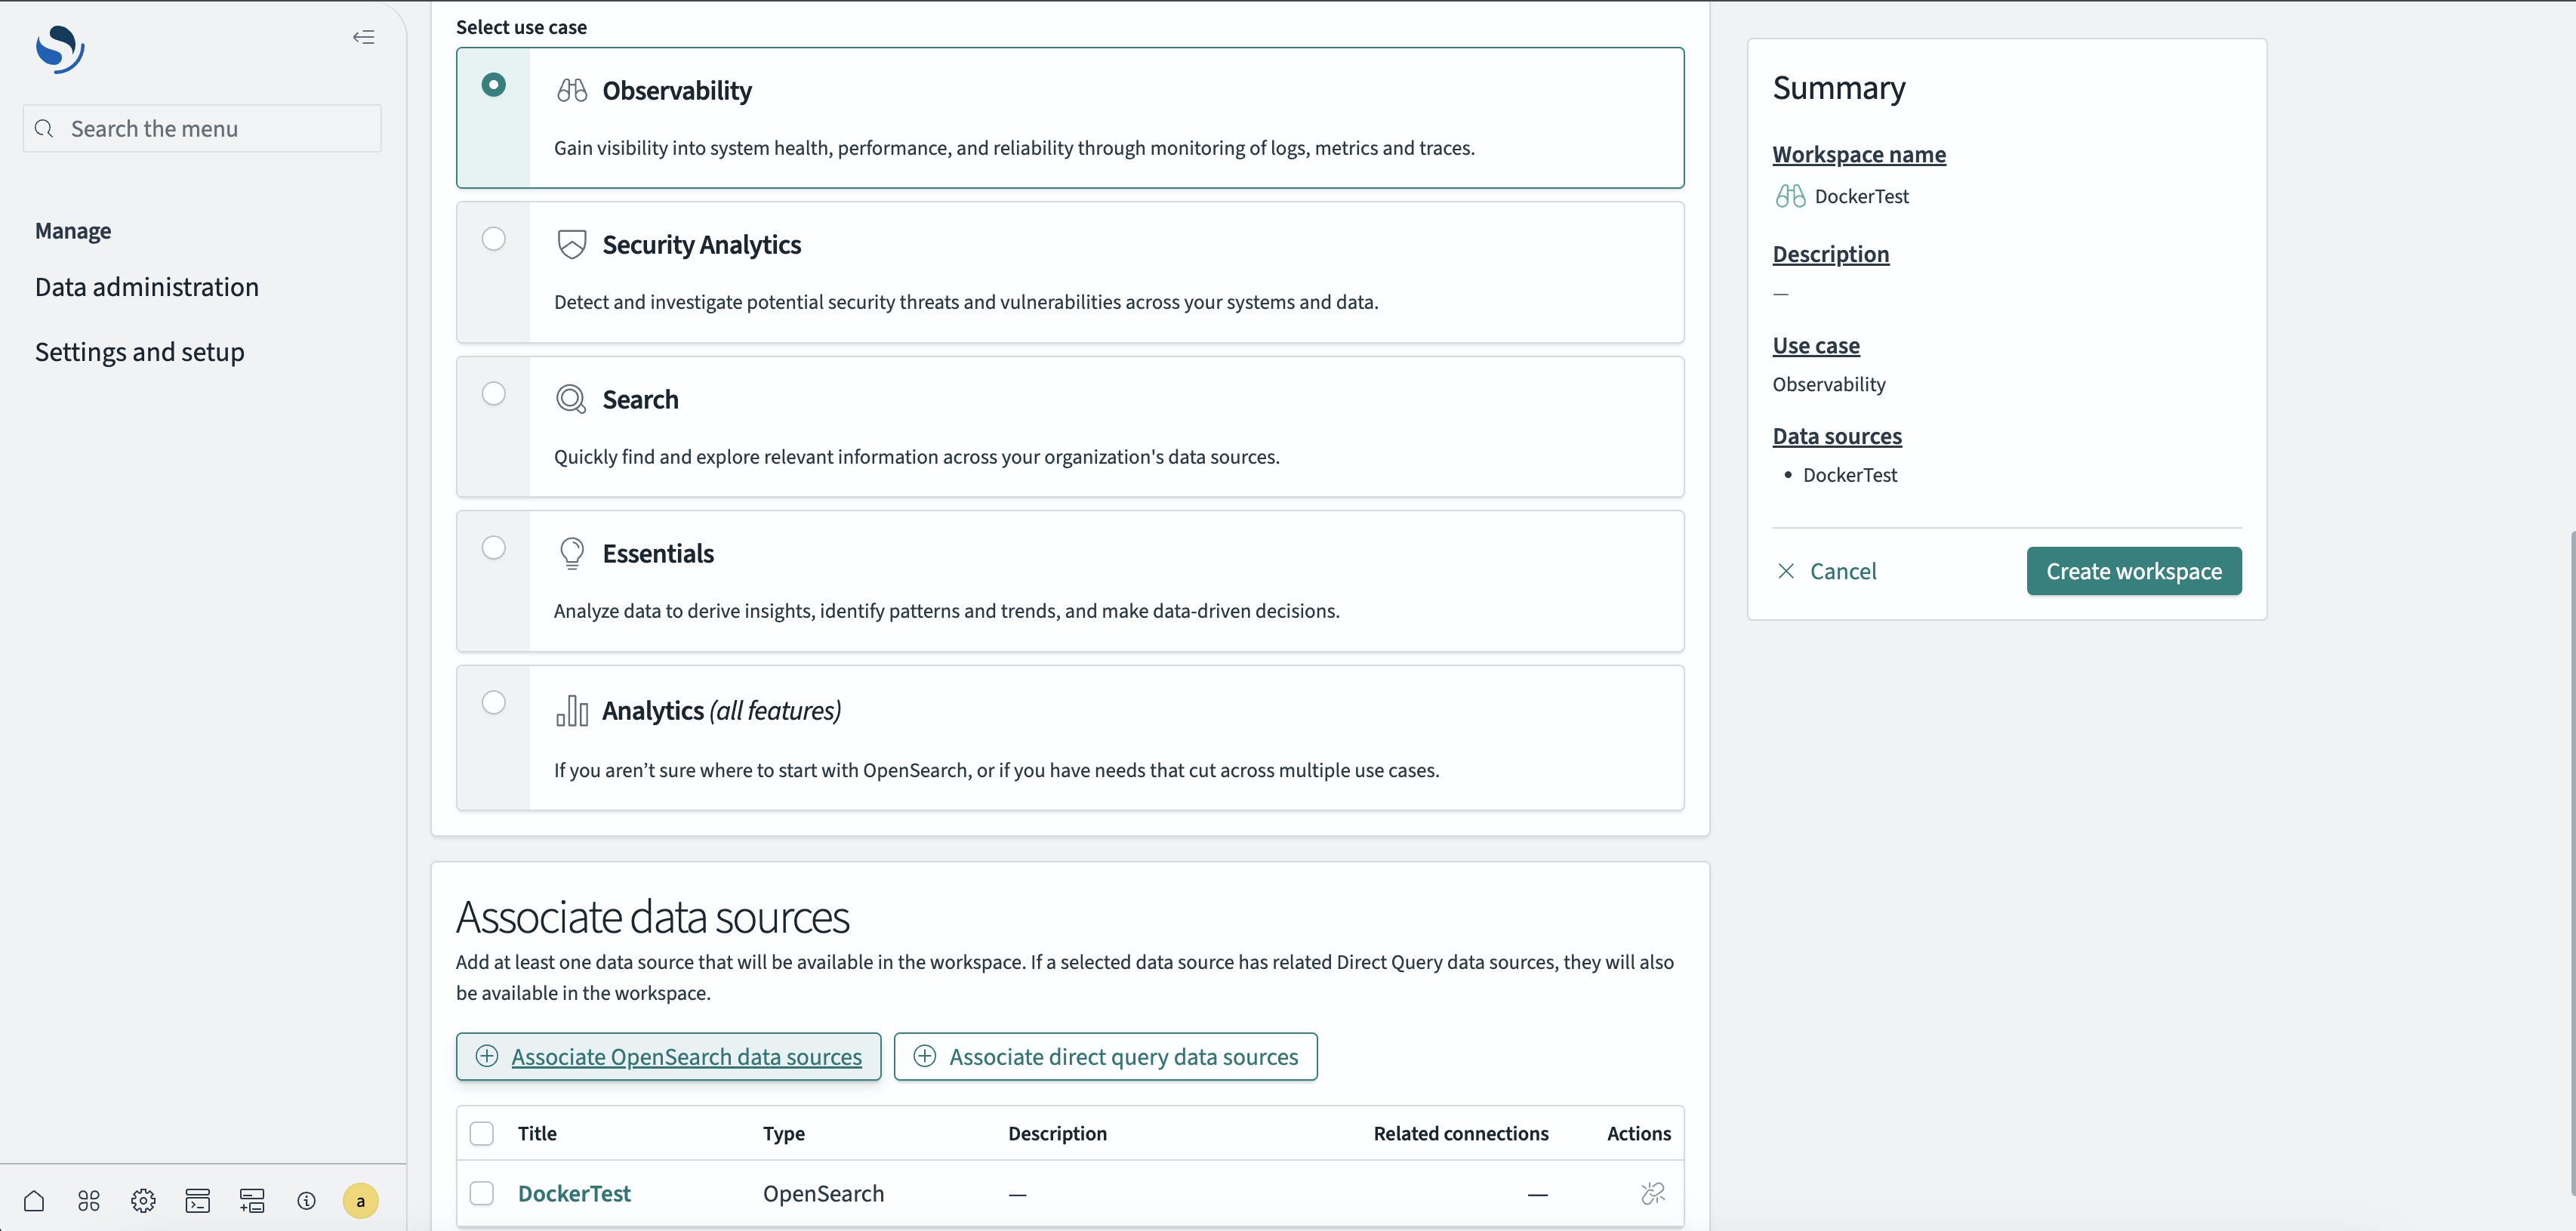 Search the menu
Manage
Data administration
Settings and setup
a
Select use case
Observability
Gain visibility into system health, performance, and reliability through monitoring of logs, metrics and traces.
Security Analytics
Detect and investigate potential security threats and vulnerabilities across your systems and data.
Search
Quickly find and explore relevant information across your organization's data sources.
Essentials
Analyze data to derive insights, identify patterns and trends, and make data-driven decisions.
Analytics (all features)
If you aren’t sure where to start with OpenSearch, or if you have needs that cut across multiple use cases.
Associate data sources
Add at least one data source that will be available in the workspace. If a selected data source has related Direct Query data sources, they will also
be available in the workspace.
Associate OpenSearch data sources
Associate direct query data sources
Title Type Description Related connections Actions
DockerTest OpenSearch — —
Summary
Workspace name
DockerTest
Description
—
Use case
Observability
Data sources
• DockerTest
Cancel
Create workspace